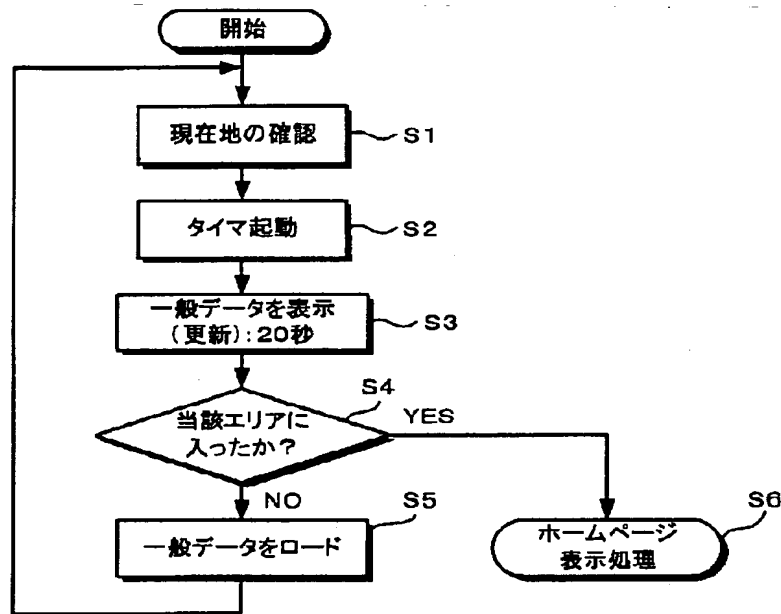 開始
現在地の確認
S1
タイマ起動
S2
一般データを表示
(更新):20秒
S3
S4
当該エリアに
入ったか?
YES
NO
S5
一般データをロード
S6
ホームページ
表示処理